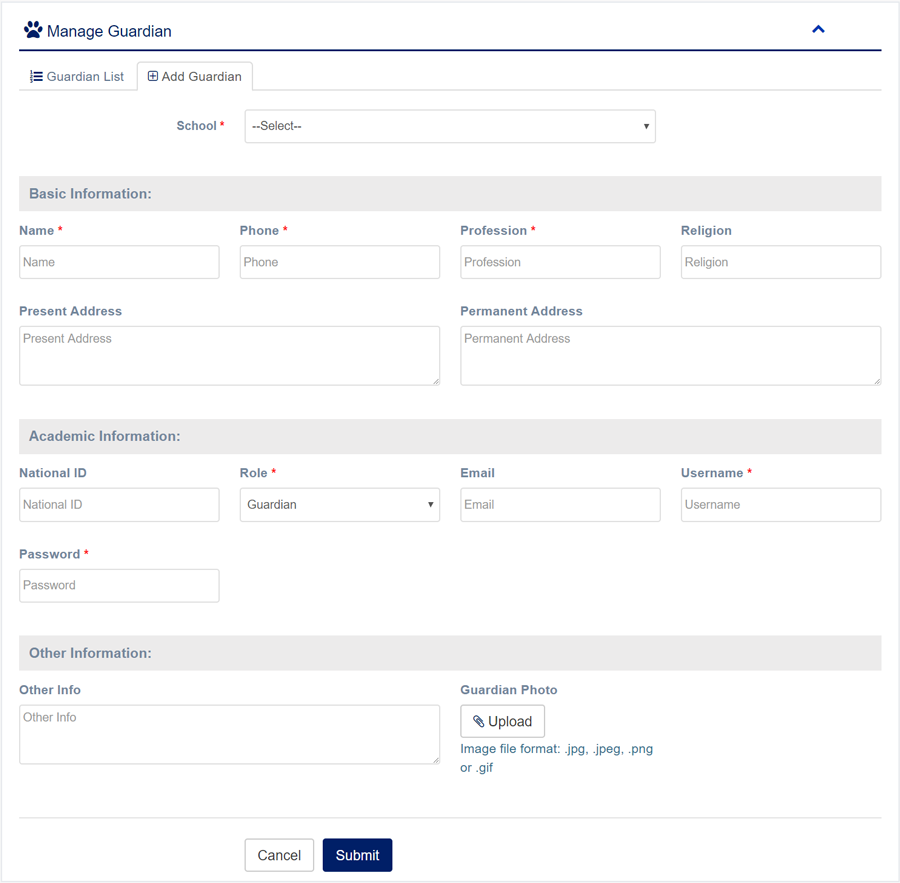 Manage Guardian
Guardian List Add Guardian
School * --Select--
Basic Information:
Name * Phone * Profession * Religion
Name Phone Profession Religion
Present Address Permanent Address
Present Address Permanent Address
Academic Information:
National ID Role * Email Username *
National ID Guardian Email Username
Password *
Password
Other Information:
Other Info Guardian Photo
Other Info Upload
Image file format: .jpg, .jpeg, .png
or .gif
Cancel Submit